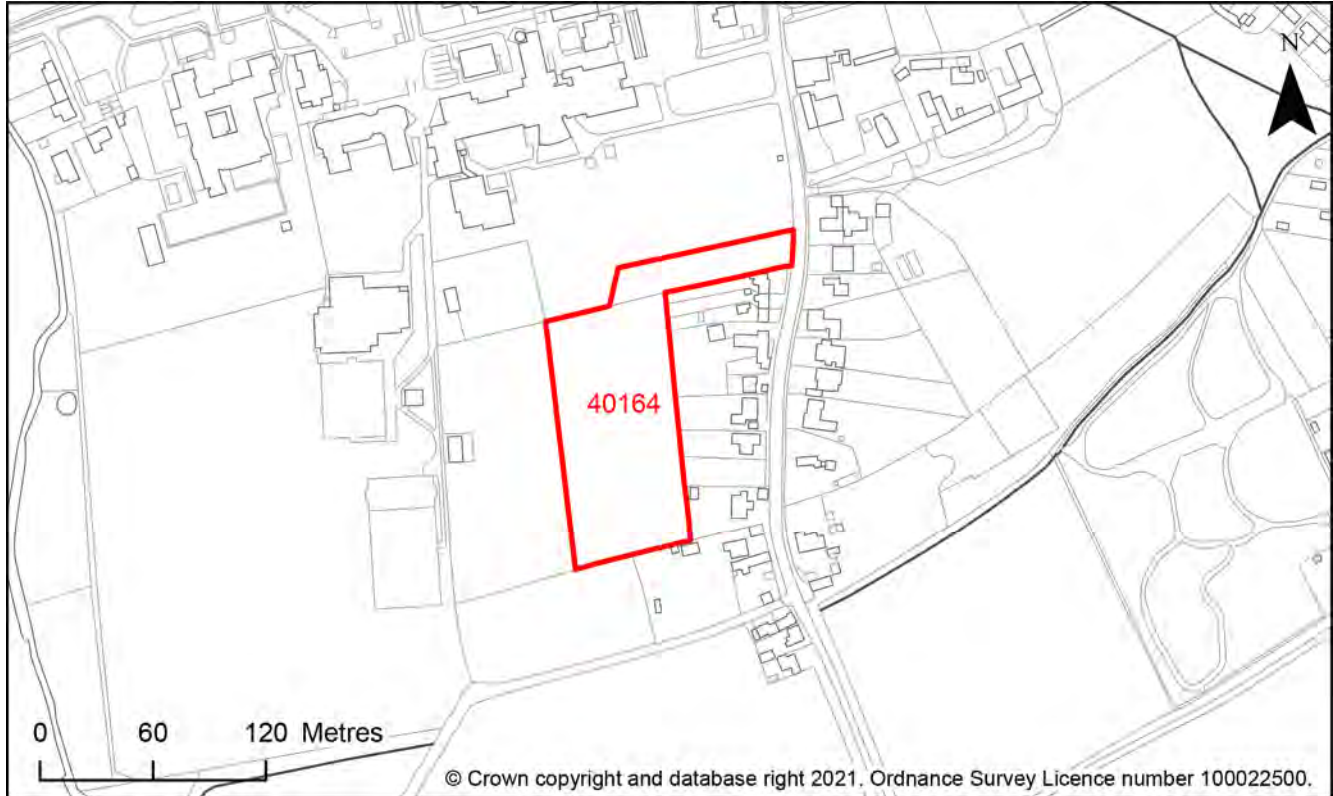 N
40164
0 60 120 Metres
© Crown copyright and database right 2021. Ordnance Survey Licence number 100022500.